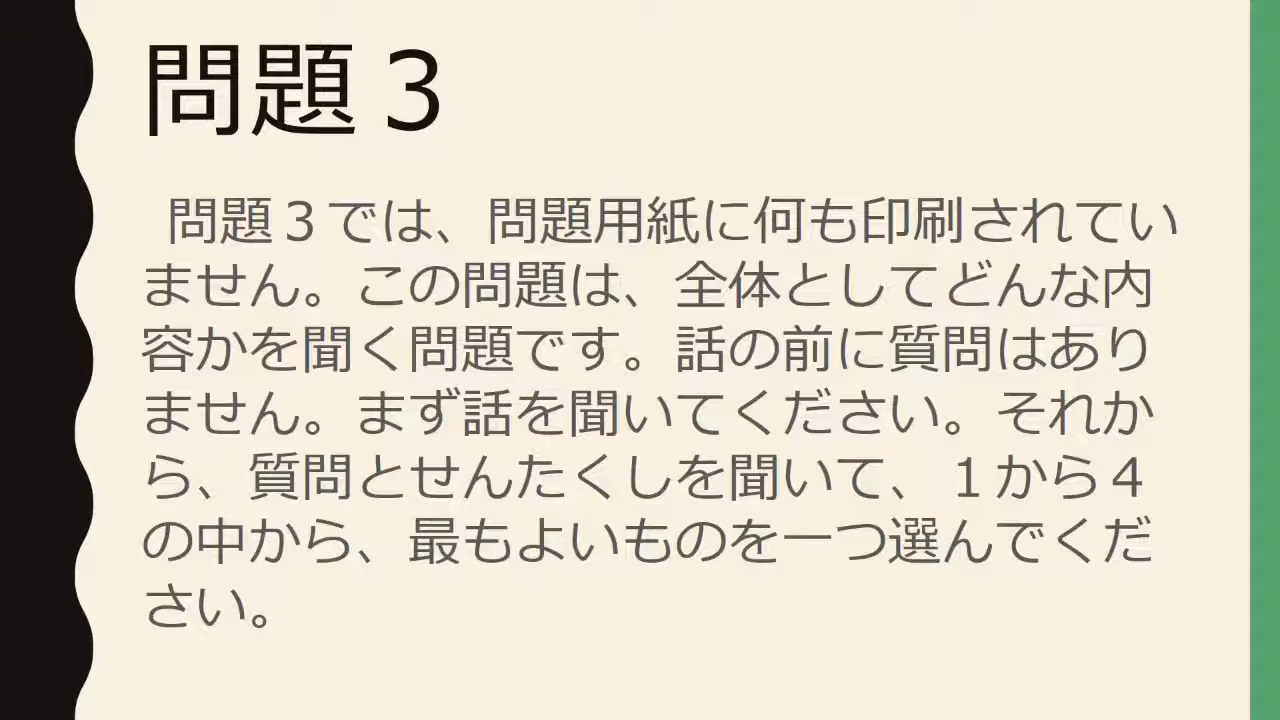 問題３
問題３では、問題用紙に何も印刷されてい
ません。この問題は、全体としてどんな内
容かを聞く問題です。話の前に質問はあり
ません。まず話を聞いてください。それか
ら、質問とせんたくしを聞いて、１から４
の中から、最もよいものを一つ選んでくだ
さい。